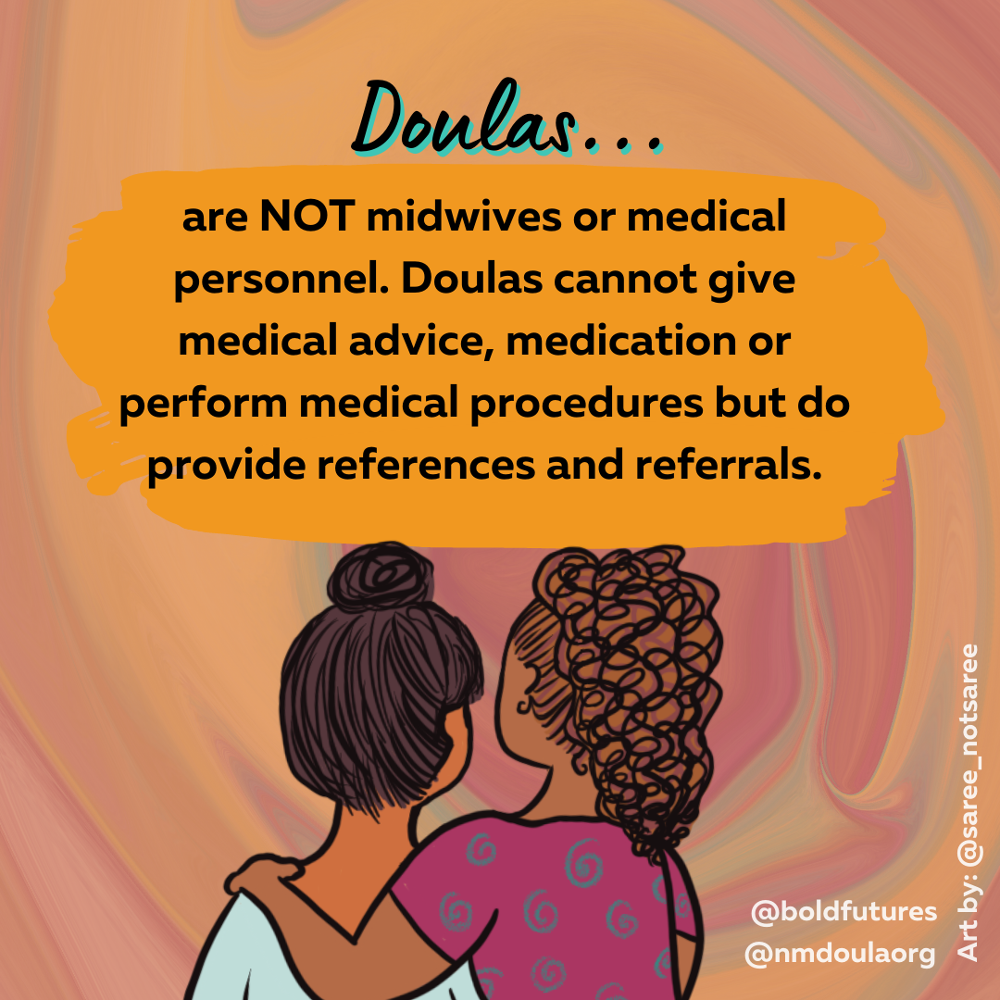 Doulas...
are NOT midwives or medical
personnel. Doulas cannot give
medical advice, medication or
perform medical procedures but do
provide references and referrals.
@boldfutures
@nmdoulaorg
Art by: @saree_notsaree